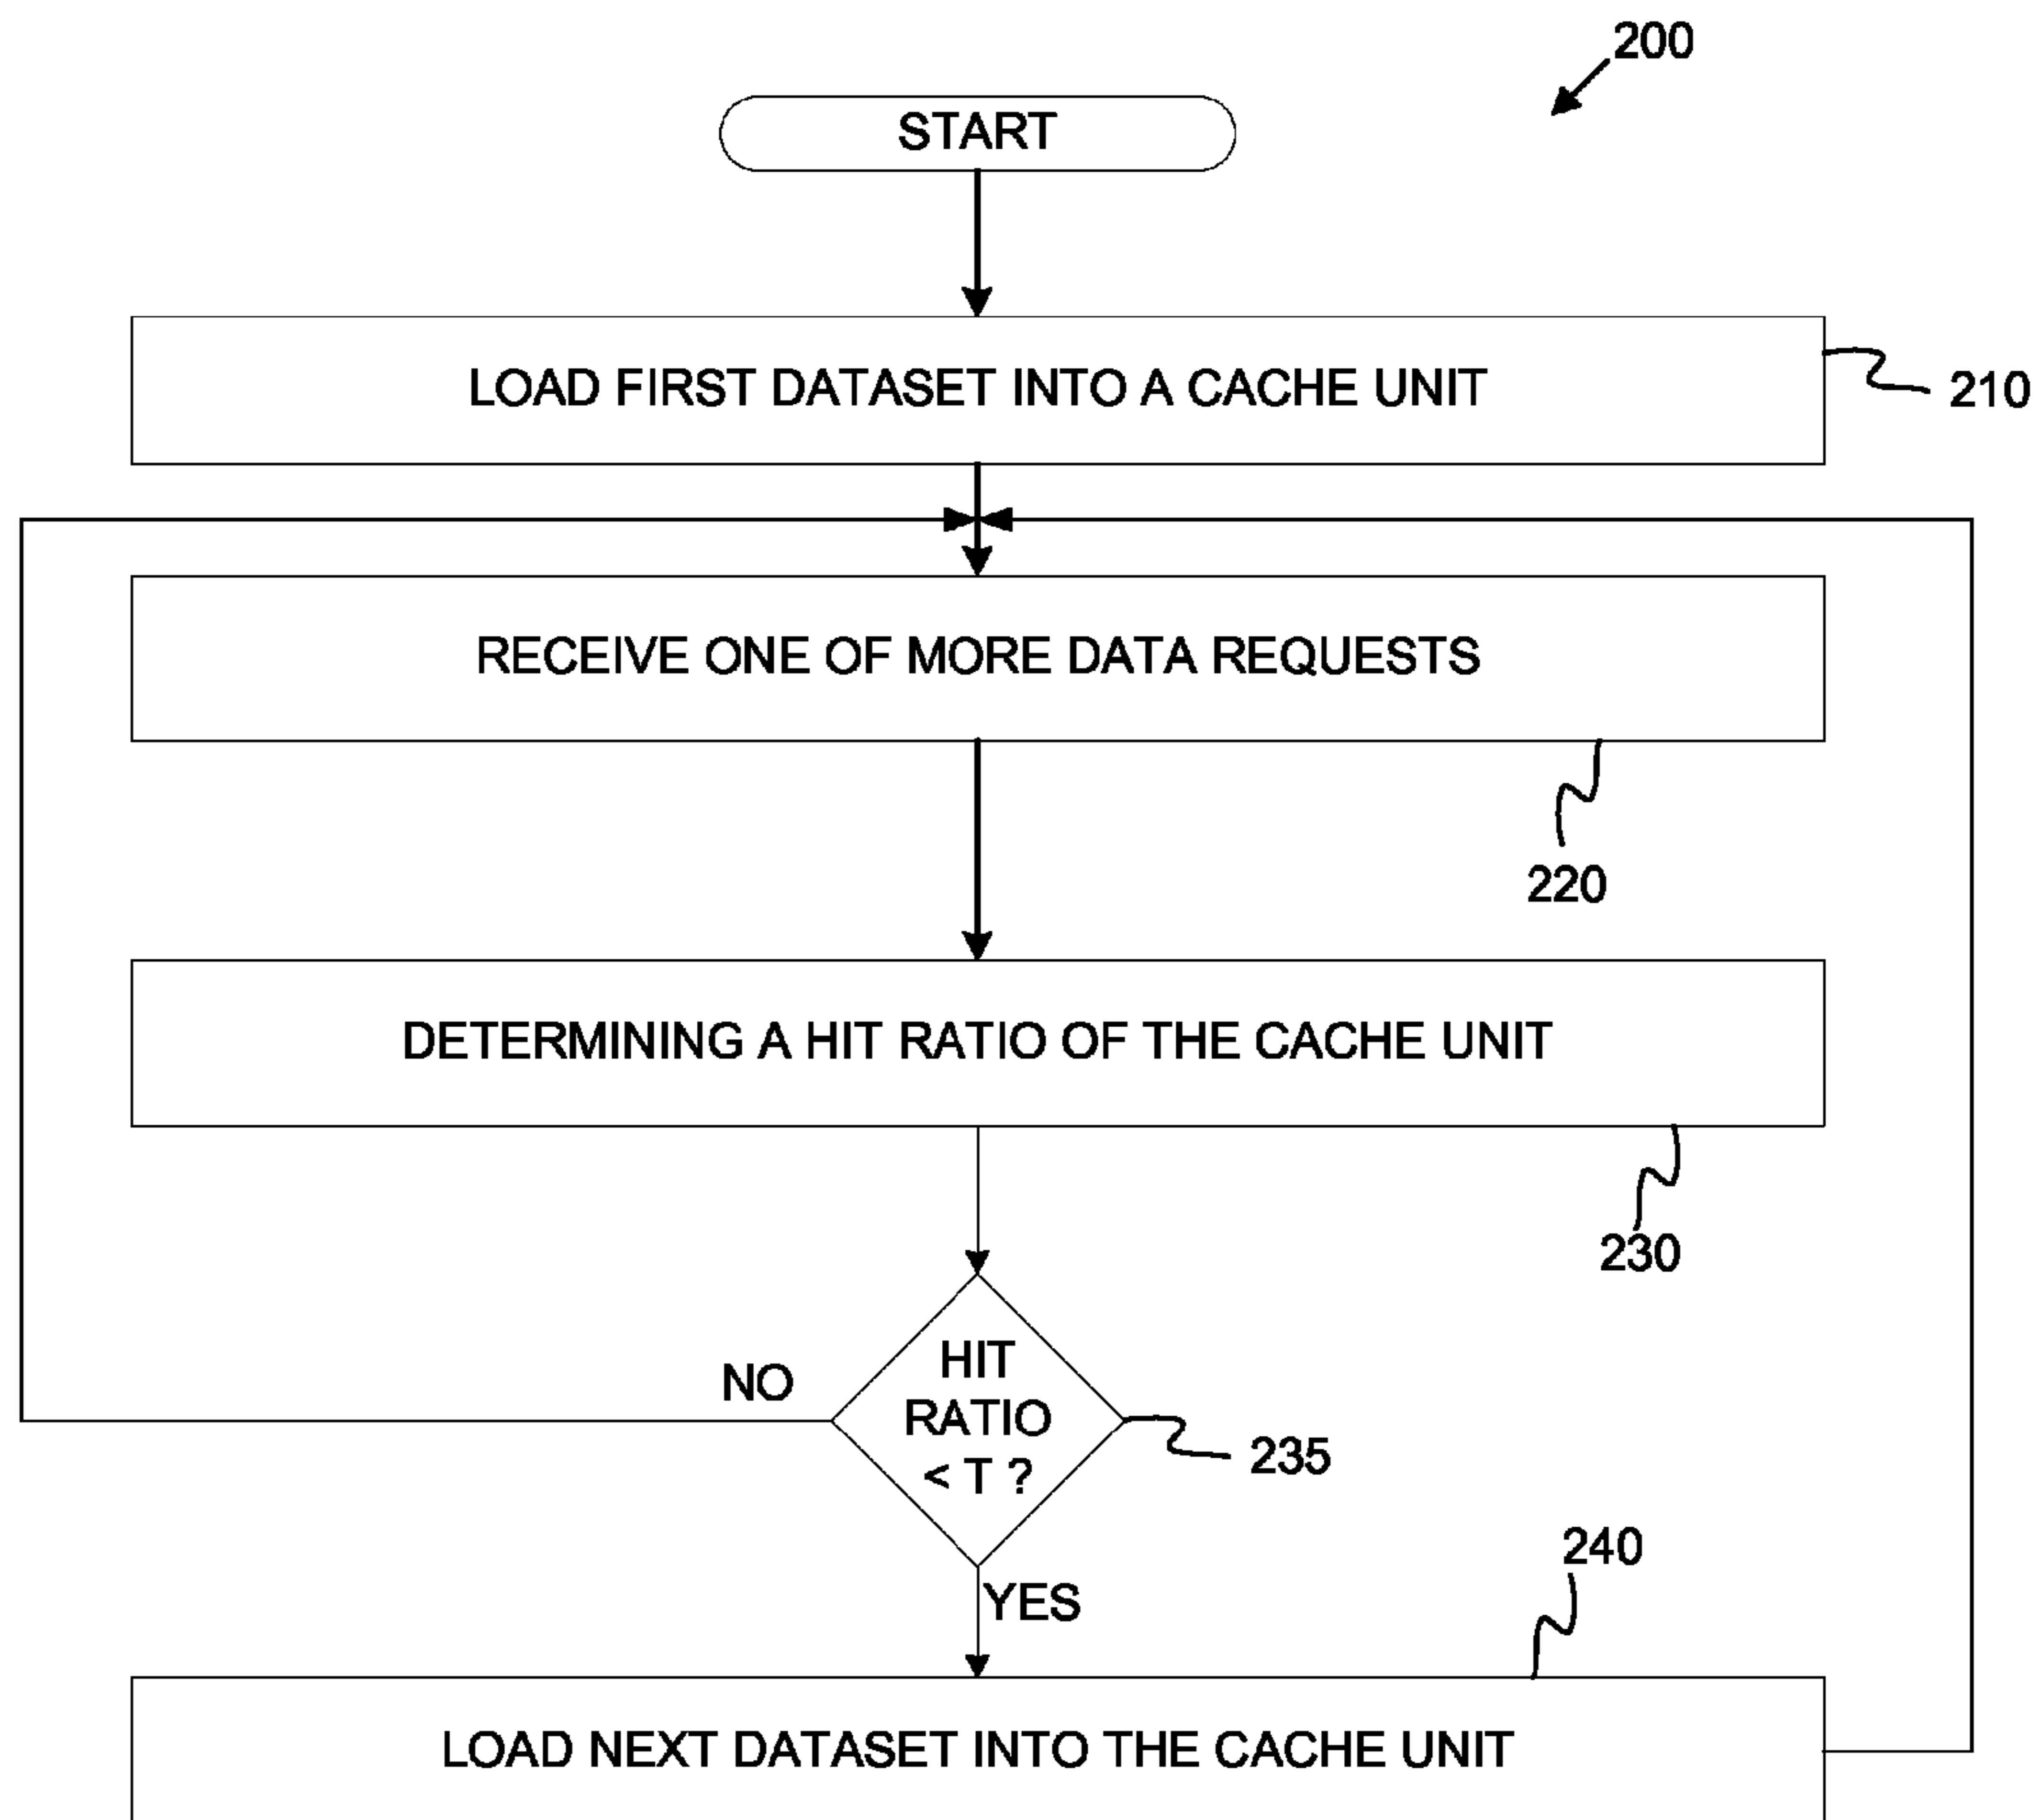 200
START
LOAD FIRST DATASET INTO A CACHE UNIT
210
RECEIVE ONE OF MORE DATA REQUESTS
220
DETERMINING A HIT RATIO OF THE CACHE UNIT
230
HIT
RATIO
< T ?
NO
235
YES
240
LOAD NEXT DATASET INTO THE CACHE UNIT